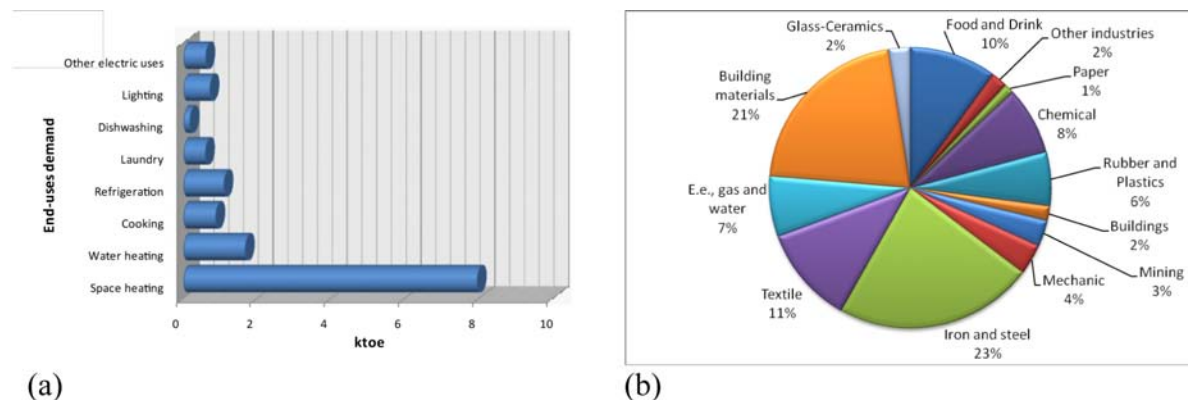 End-uses demand
Other electric uses
Lighting
Dishwashing
Laundry
Refrigeration
Cooking
Water heating
Space heating
0 2 4 6 8 10
ktoe
(a)
Glass-Ceramics
2%
Food and Drink
10%
Other industries
2%
Paper
1%
Chemical
8%
Rubber and
Plastics
6%
Buildings
2%
Mining
3%
Mechanic
4%
Iron and steel
23%
Textile
11%
E.e., gas and
water
7%
Building
materials
21%
(b)